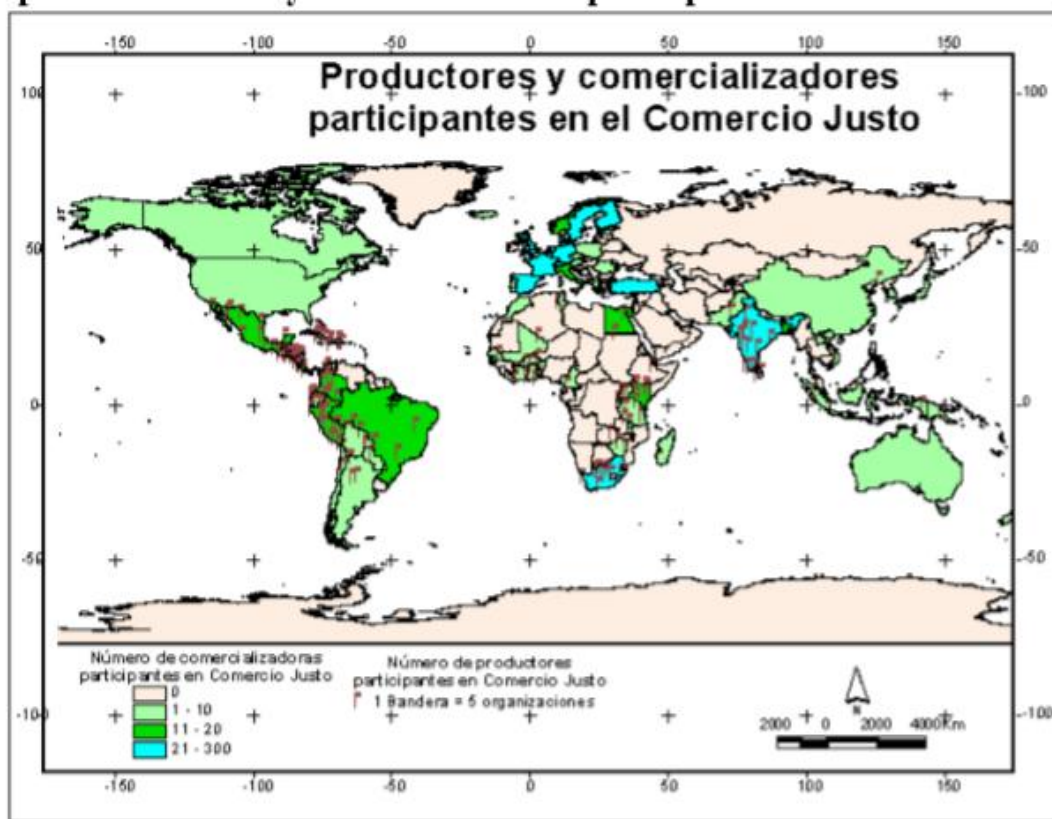 -150 -100 -50 0 50 100 150
Productores y comercializadores
participantes en el Comercio Justo
100 100
50 50
0 0
-50 -50
Número de comercializadoras
participantes en Comercio Justo
0
1 - 10
11 - 20
21 - 300
Número de productores
participantes en Comercio Justo
1 Bandera = 5 organizaciones
N
2000 0 2000 4000 Km
-100 -100
-150 -100 -50 0 50 100 150